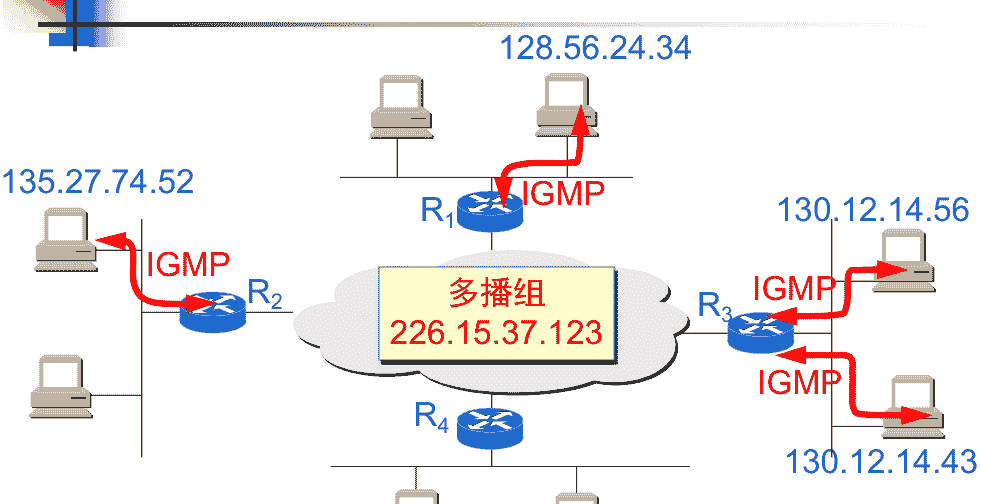 128.56.24.34
135.27.74.52
IGMP
R1
130.12.14.56
IGMP
R2
多播组
226.15.37.123
IGMP
R3
IGMP
R4
130.12.14.43